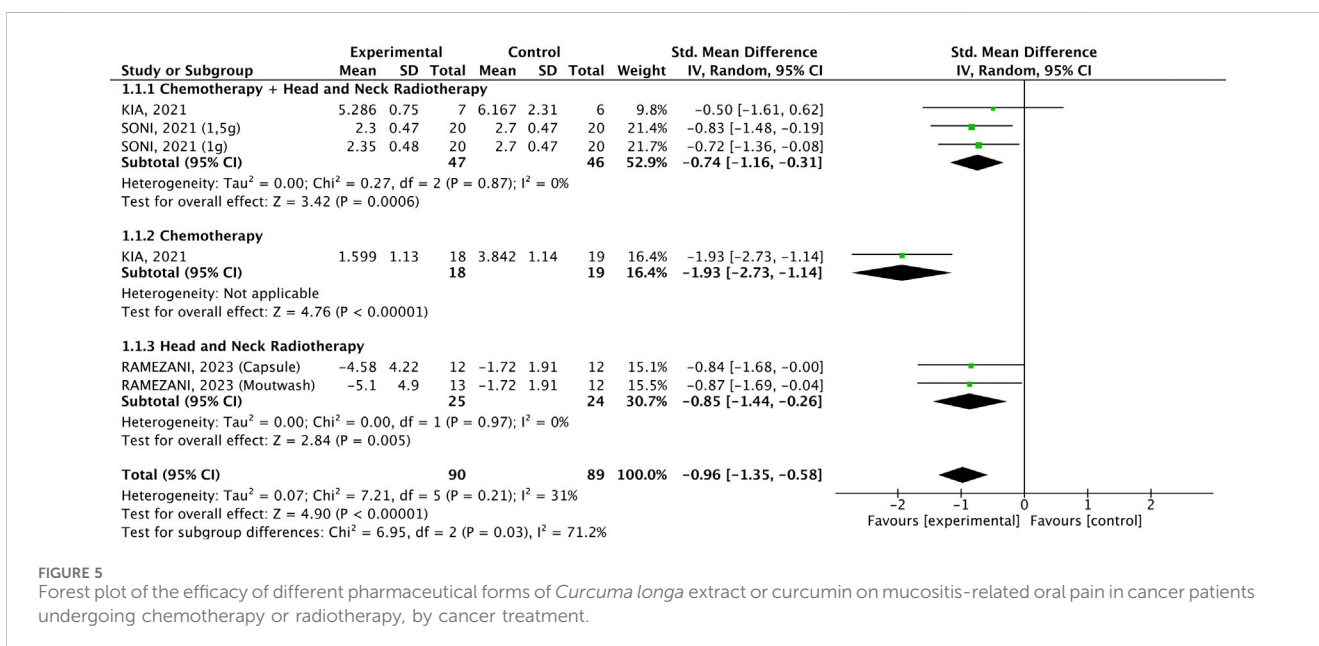 Experimental Control Std. Mean Difference Std. Mean Difference
Study or Subgroup Mean SD Total Mean SD Total Weight IV, Random, 95% CI IV, Random, 95% CI
1.1.1 Chemotherapy + Head and Neck Radiotherapy
KIA, 2021 5.286 0.75 7 6.167 2.31 6 9.8% −0.50 [−1.61, 0.62]
SONI, 2021 (1,5g) 2.3 0.47 20 2.7 0.47 20 21.4% −0.83 [−1.48, −0.19]
SONI, 2021 (1g) 2.35 0.48 20 2.7 0.47 20 21.7% −0.72 [−1.36, −0.08]
Subtotal (95% CI) 47 46 52.9% −0.74 [−1.16, −0.31]
Heterogeneity: Tau² = 0.00; Chi² = 0.27, df = 2 (P = 0.87); I² = 0%
Test for overall effect: Z = 3.42 (P = 0.0006)
1.1.2 Chemotherapy
KIA, 2021 1.599 1.13 18 3.842 1.14 19 16.4% −1.93 [−2.73, −1.14]
Subtotal (95% CI) 18 19 16.4% −1.93 [−2.73, −1.14]
Heterogeneity: Not applicable
Test for overall effect: Z = 4.76 (P < 0.00001)
1.1.3 Head and Neck Radiotherapy
RAMEZANI, 2023 (Capsule) −4.58 4.22 12 −1.72 1.91 12 15.1% −0.84 [−1.68, −0.00]
RAMEZANI, 2023 (Moutwash) −5.1 4.9 13 −1.72 1.91 12 15.5% −0.87 [−1.69, −0.04]
Subtotal (95% CI) 25 24 30.7% −0.85 [−1.44, −0.26]
Heterogeneity: Tau² = 0.00; Chi² = 0.00, df = 1 (P = 0.97); I² = 0%
Test for overall effect: Z = 2.84 (P = 0.005)
Total (95% CI) 90 89 100.0% −0.96 [−1.35, −0.58]
Heterogeneity: Tau² = 0.07; Chi² = 7.21, df = 5 (P = 0.21); I² = 31%
Test for overall effect: Z = 4.90 (P < 0.00001)
Test for subgroup differences: Chi² = 6.95, df = 2 (P = 0.03), I² = 71.2%
−2 −1 0 1 2
Favours [experimental] Favours [control]
FIGURE 5
Forest plot of the efficacy of different pharmaceutical forms of Curcuma longa extract or curcumin on mucositis-related oral pain in cancer patients
undergoing chemotherapy or radiotherapy, by cancer treatment.